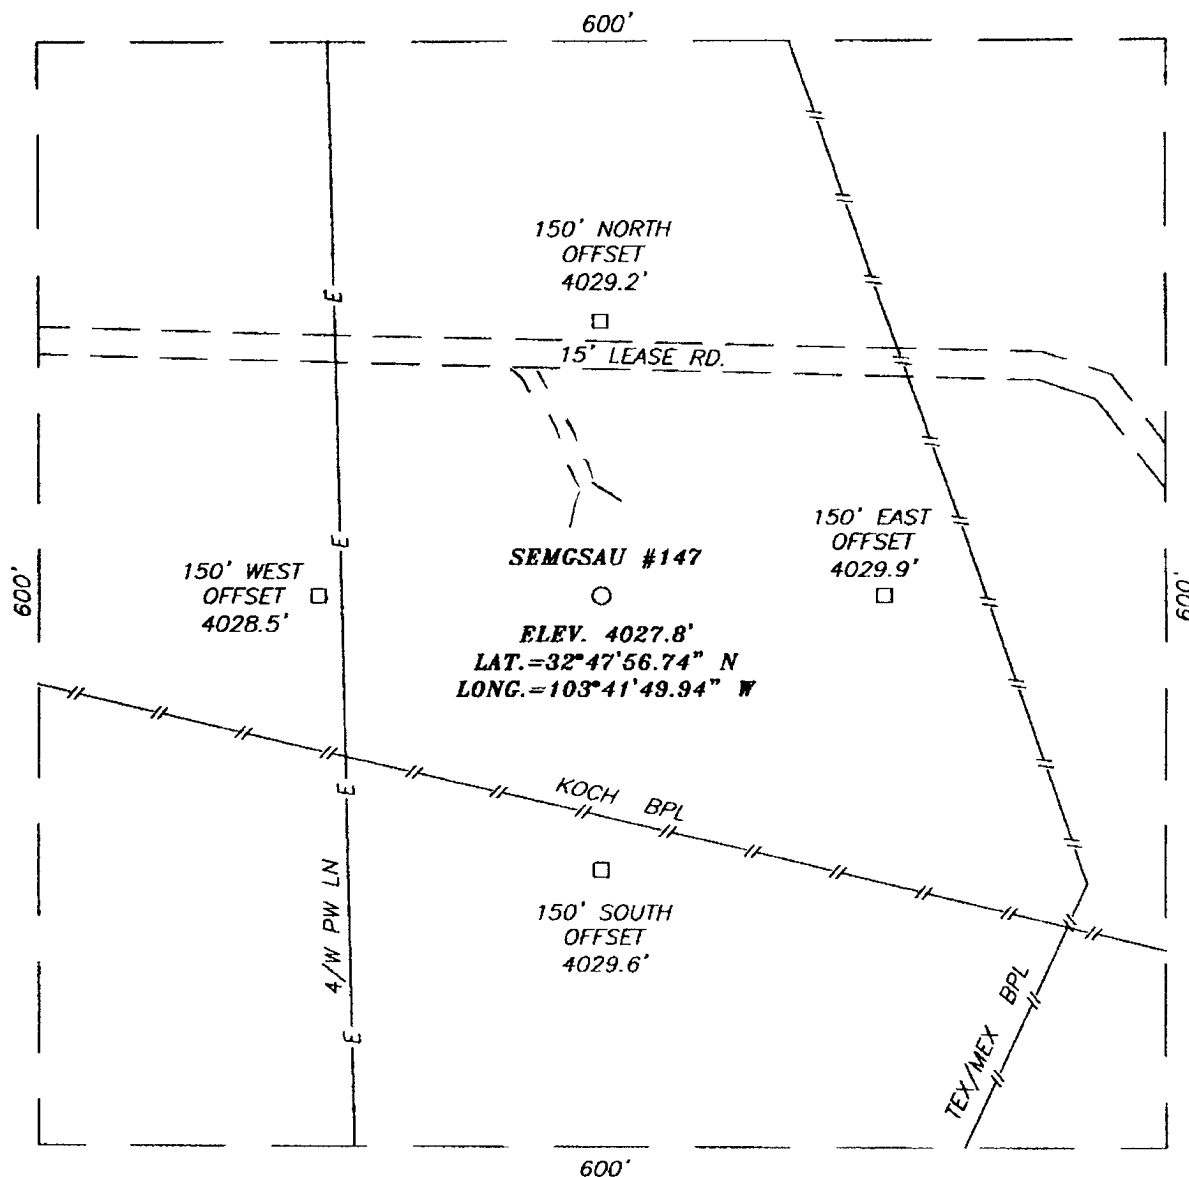 600'
150' NORTH
OFFSET
4029.2'
15' LEASE RD.
150' EAST
OFFSET
4029.9'
SEMGSAU #147
150' WEST
OFFSET
4028.5'
600'
600'
ELEV. 4027.8'
LAT.=32°47'56.74" N
LONG.=103°41'49.94" W
E
E
E
E
KOCH BPL
4/W PW LN
150' SOUTH
OFFSET
4029.6'
TEX/MEX BPL
600'